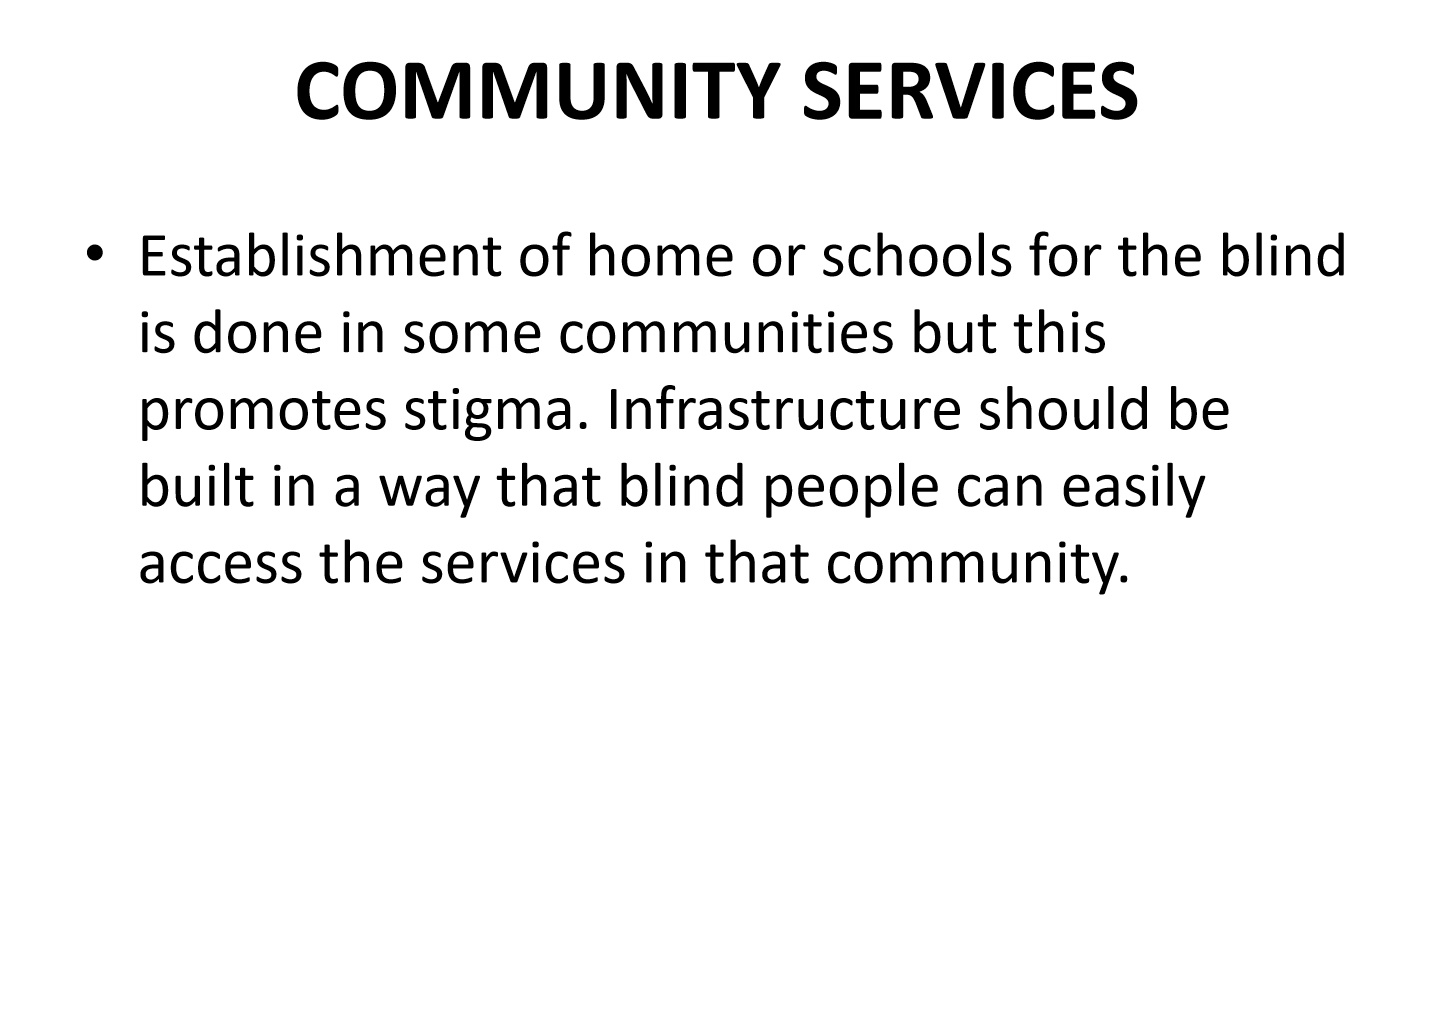 COMMUNITY SERVICES
• Establishment of home or schools for the blind
is done in some communities but this
promotes stigma. Infrastructure should be
built in a way that blind people can easily
access the services in that community.